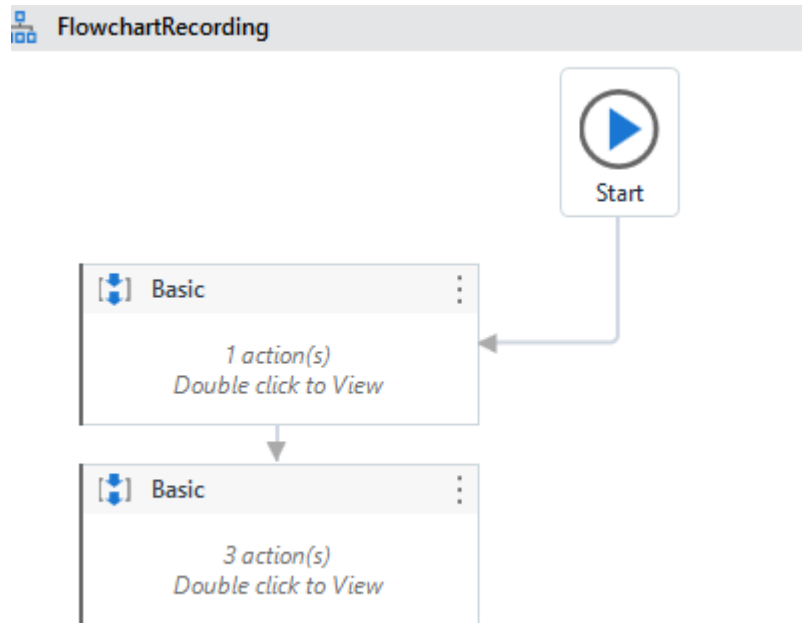 FlowchartRecording
Start
Basic
1 action(s)
Double click to View
Basic
3 action(s)
Double click to View